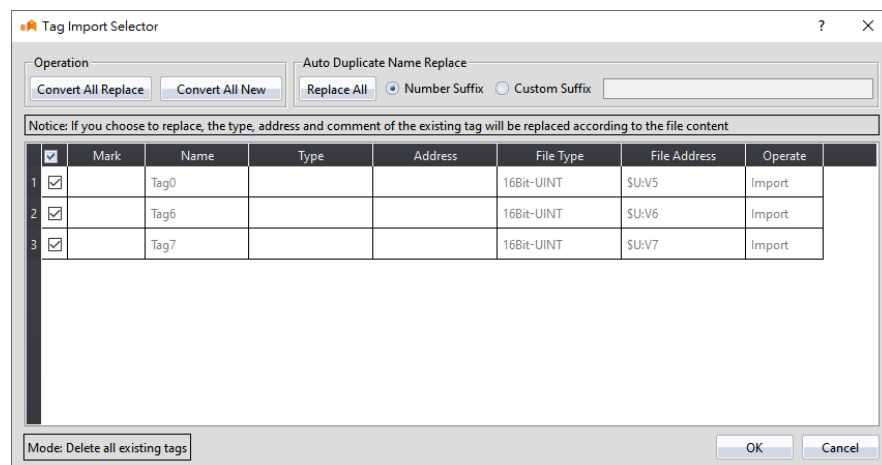 Tag Import Selector ? ×
Operation Auto Duplicate Name Replace
Convert All Replace Convert All New Replace All Number Suffix Custom Suffix
Notice: If you choose to replace, the type, address and comment of the existing tag will be replaced according to the file content
Mark Name Type Address File Type File Address Operate
1 Tag0 16Bit-UINT $U:V5 Import
2 Tag6 16Bit-UINT $U:V6 Import
3 Tag7 16Bit-UINT $U:V7 Import
Mode: Delete all existing tags OK Cancel